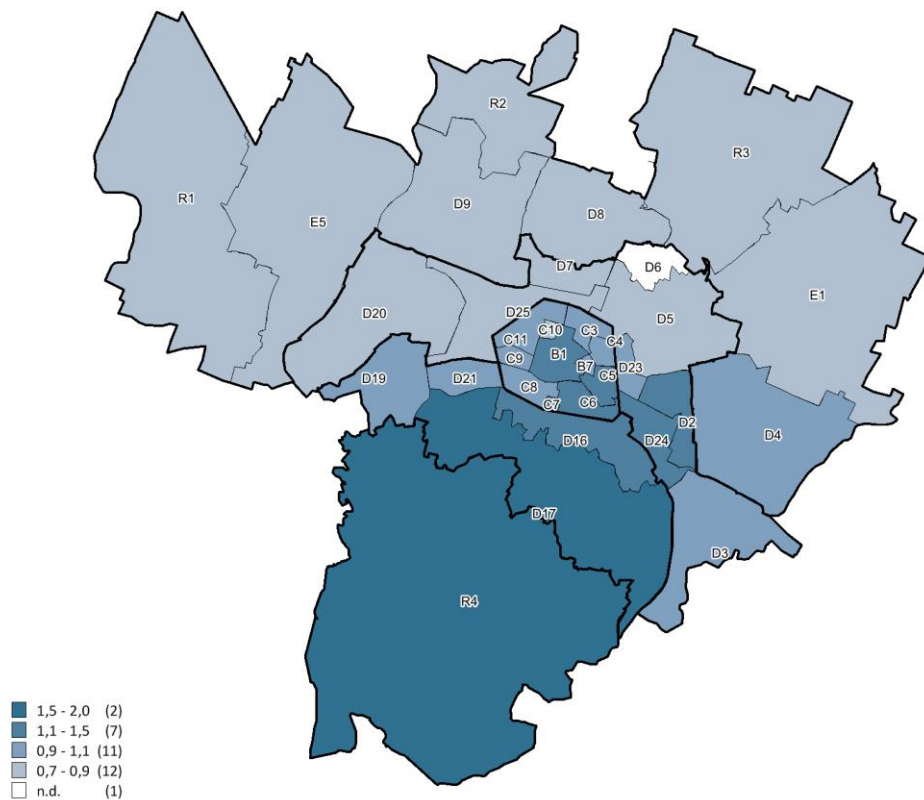 R2
R3
R1
D9
D8
E5
D7
D6
E1
D20
D25
D5
C10
C3
C11
C4
B1
C9
B7
D23
D19
D21
C5
C8
C6
C7
D2
D4
D16
D24
D17
D3
R4
1,5 - 2,0 (2)
1,1 - 1,5 (7)
0,9 - 1,1 (11)
0,7 - 0,9 (12)
n.d. (1)